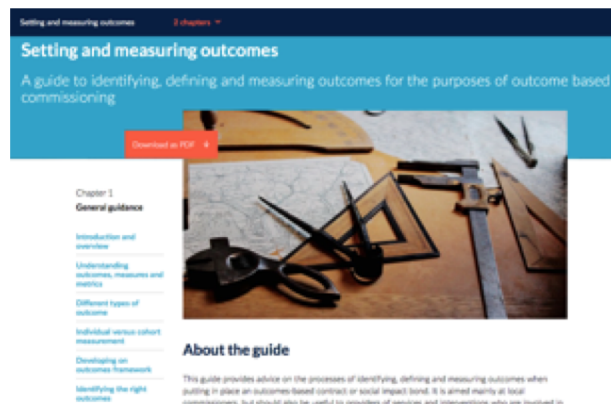 Setting and measuring outcomes
2 chapters
Setting and measuring outcomes
A guide to identifying, defining and measuring outcomes for the purposes of outcome based
commissioning
Download as PDF
Chapter 1
General guidance
Introduction and
overview
Understanding
outcomes, measures and
metrics
Different types of
outcome
Individual versus cohort
measurement
Developing an
outcomes framework
Identifying the right
outcomes
About the guide
This guide provides advice on the processes of identifying, defining and measuring outcomes when
putting in place an outcomes-based contract or social impact bond. It is aimed mainly at local
commissioners, but should also be useful to providers of services and interventions who are involved in